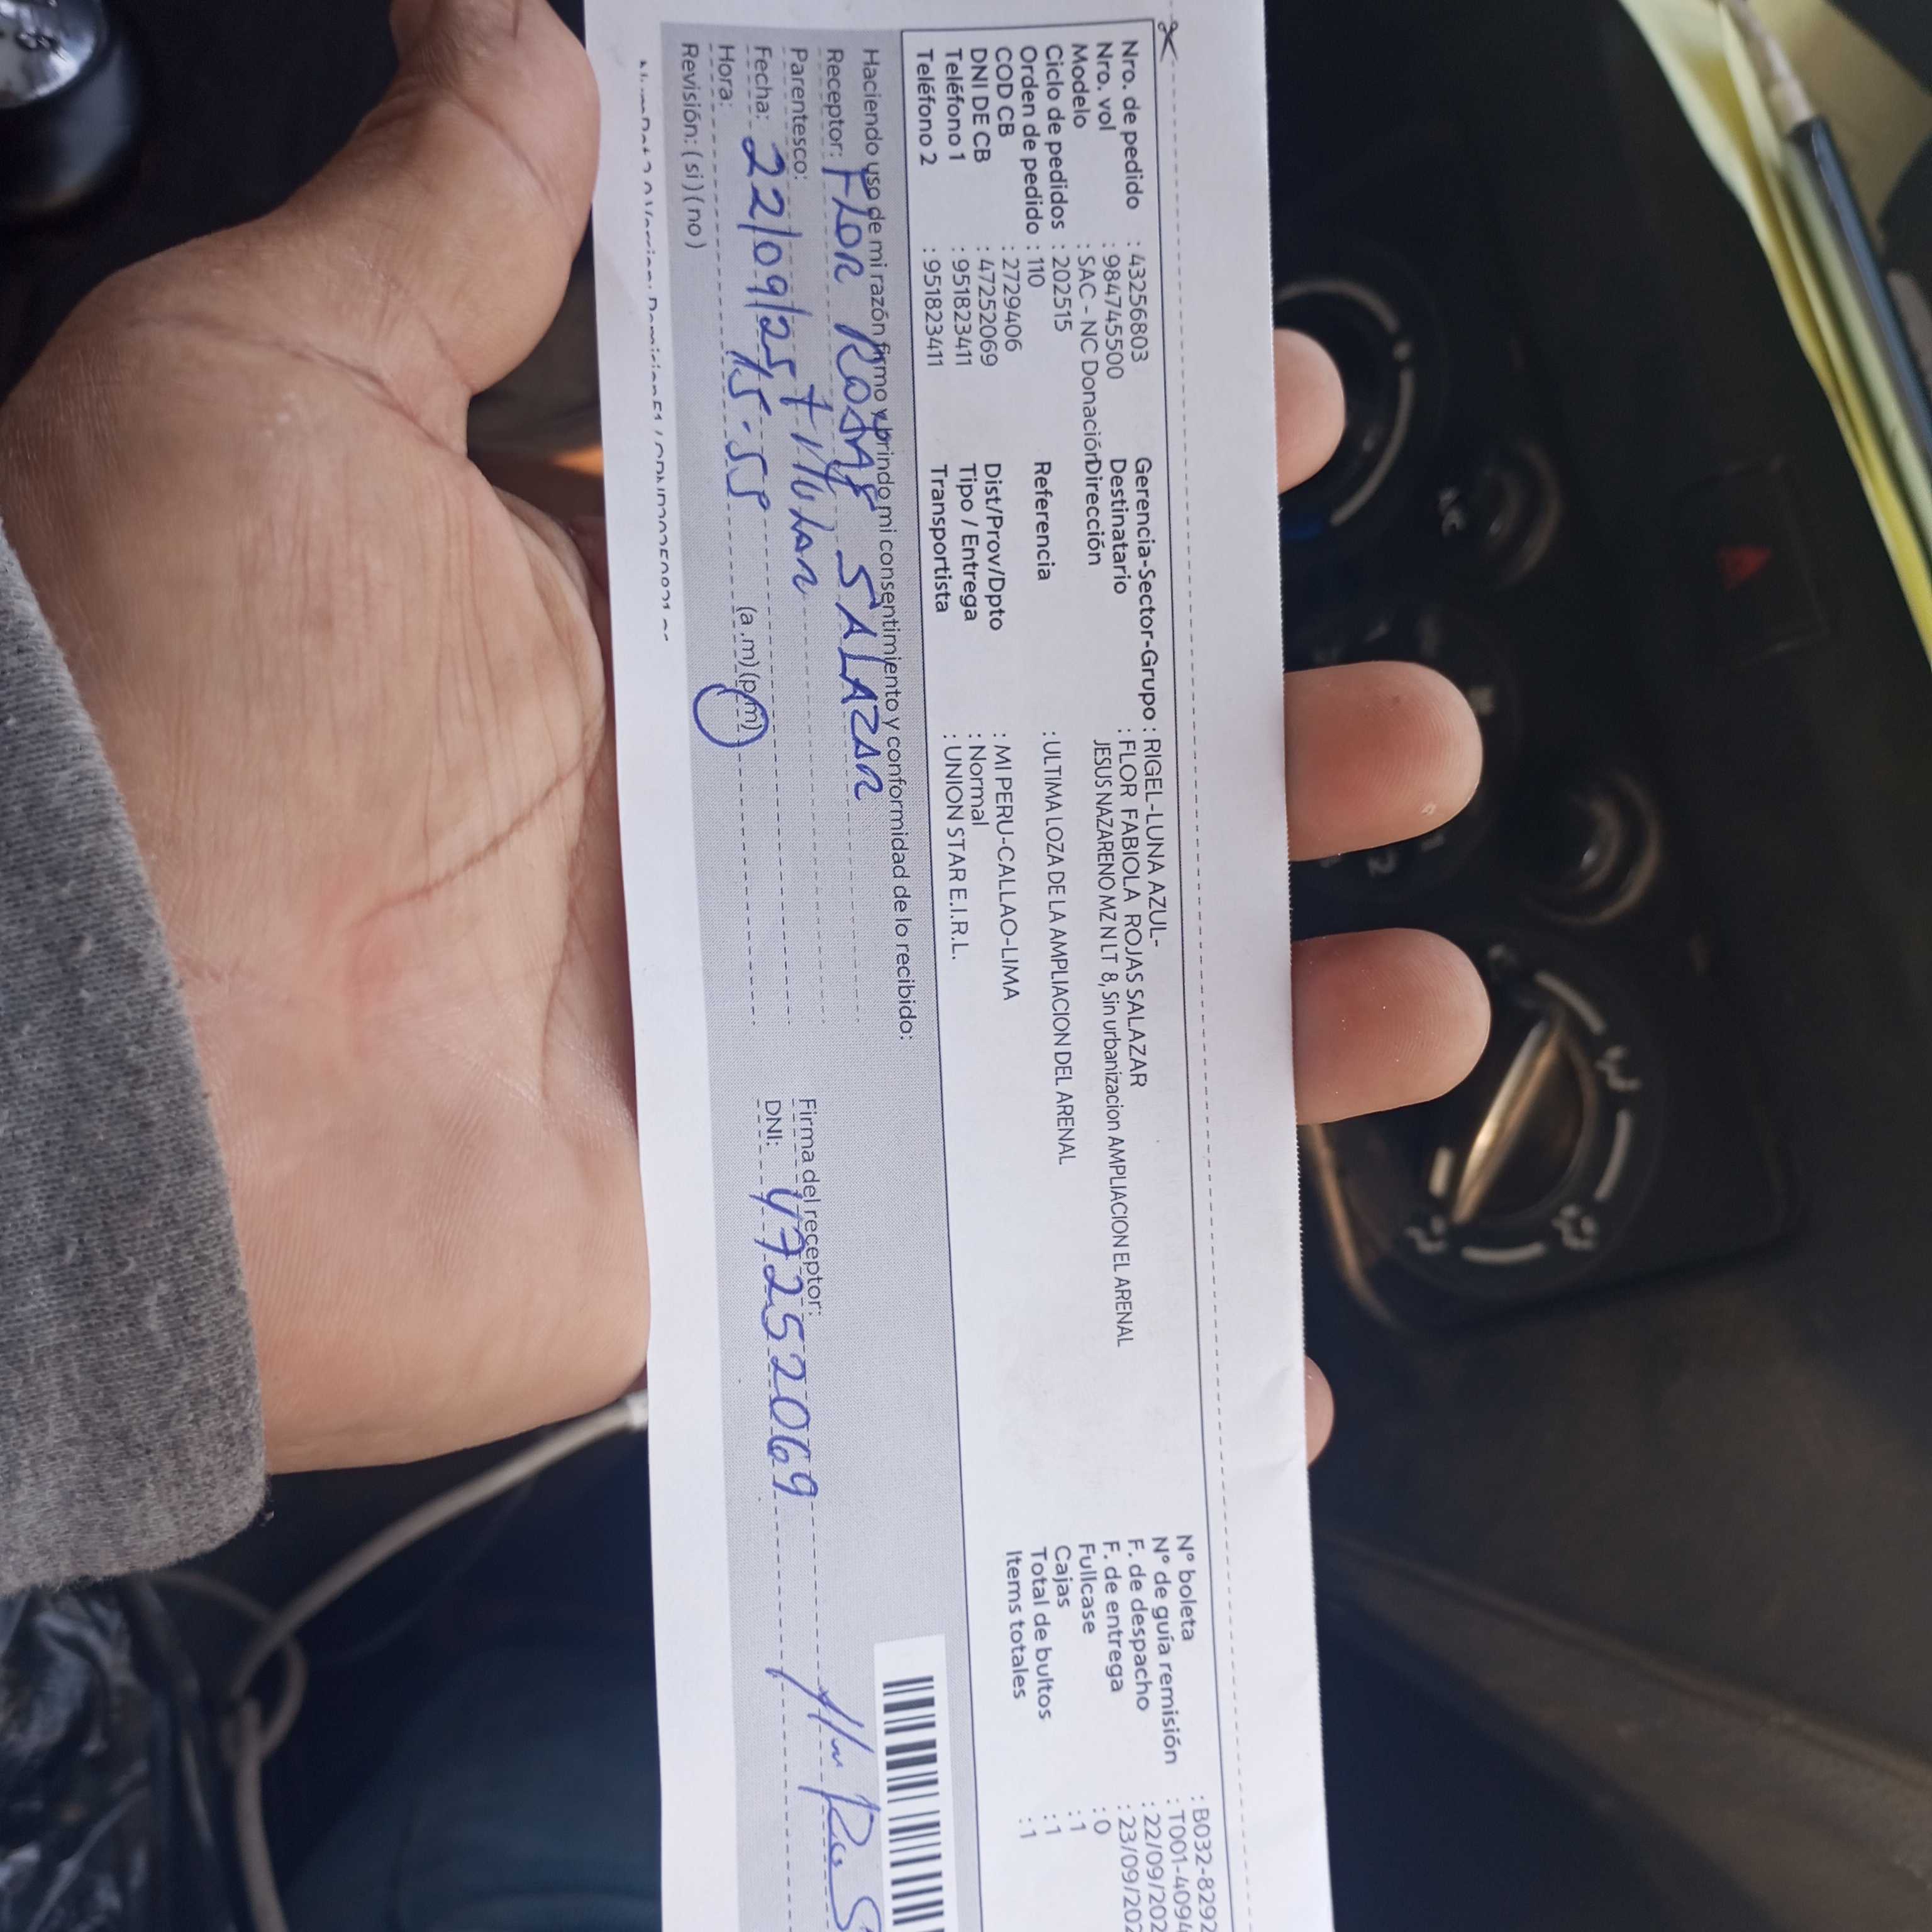 Nro. de pedido : 43256803
Nro. vol : 984745500
Modelo : SAC - NC Donación
Ciclo de pedidos : 202515
Orden de pedido : 110
COD CB : 2729406
DNI DE CB : 47252069
Teléfono 1 : 951823411
Teléfono 2 : 951823411
Gerencia-Sector-Grupo : RIGEL-LUNA AZUL-
Destinatario : FLOR FABIOLA ROJAS SALAZAR
Dirección JESUS NAZARENO MZ N LT 8, Sin urbanizacion AMPLIACION EL ARENAL
Referencia : ULTIMA LOZA DE LA AMPLIACION DEL ARENAL
Dist/Prov/Dpto : MI PERU-CALLAO-LIMA
Tipo / Entrega : Normal
Transportista : UNION STAR E.I.R.L.
N° boleta : B032-8292
N° de guía remisión : T001-4094
F. de despacho : 22/09/202
F. de entrega : 23/09/202
Fullcase : 0
Cajas : 1
Total de bultos : 1
Items totales : 1
Haciendo uso de mi razón firmo y brindo mi consentimiento y conformidad de lo recibido:
Receptor: FLOR ROJAS SALAZAR
Parentesco: titular
Fecha: 22/09/25
Hora: 15.55 (a.m)(pm)
Revisión: (si)(no)
Firma del receptor:
DNI: 47252069